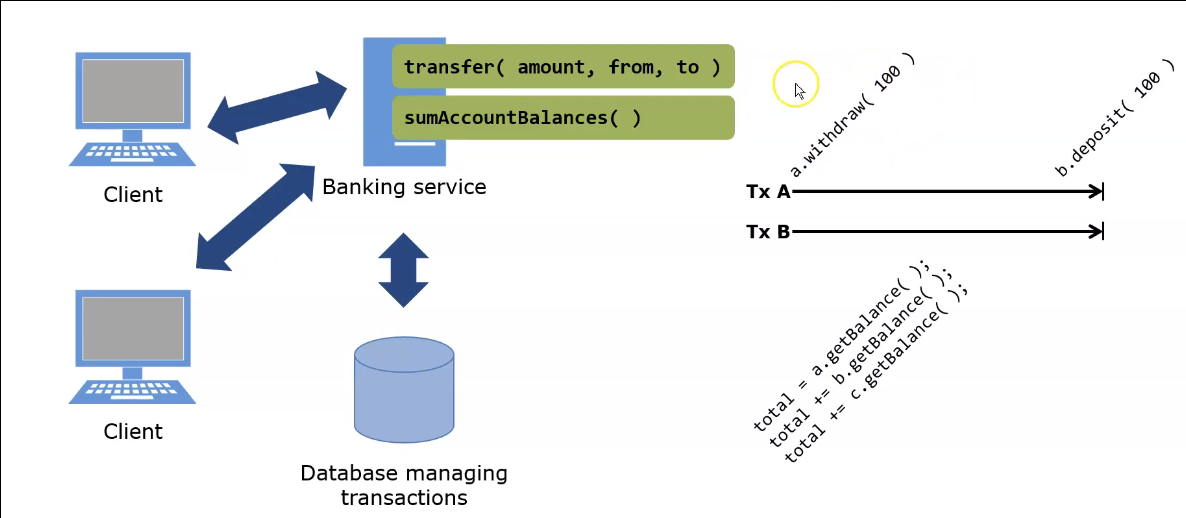 transfer( amount, from, to )
sumAccountBalances( )
Client
Banking service
Client
Database managing
transactions
a.withdraw( 100 )
b.deposit( 100 )
Tx A
Tx B
total = a.getBalance( );
total += b.getBalance( );
total += c.getBalance( );